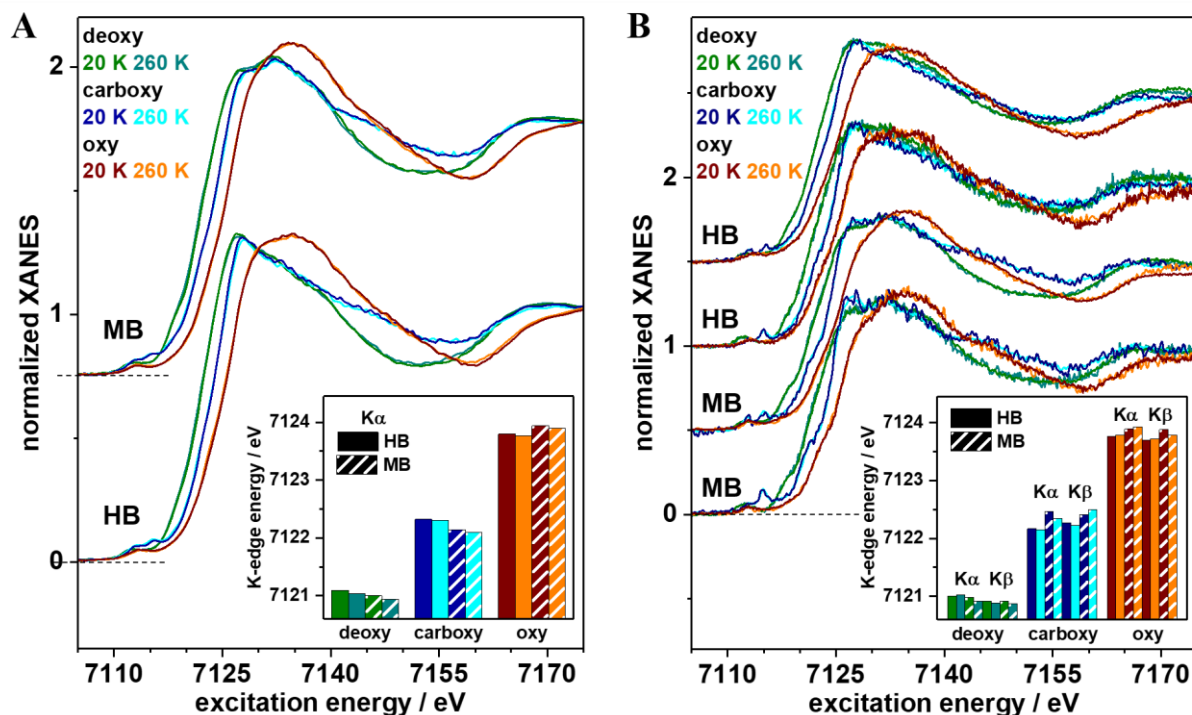 A
deoxy
20 K 260 K
carboxy
20 K 260 K
oxy
20 K 260 K
2
1
0
normalized XANES
MB
HB
Kα
HB
MB
7124
7123
7122
7121
K-edge energy / eV
deoxy carboxy oxy
7110 7125 7140 7155 7170
excitation energy / eV
B
deoxy
20 K 260 K
carboxy
20 K 260 K
oxy
20 K 260 K
2
1
0
normalized XANES
HB
HB
MB
MB
HB
MB
Kα Kβ
Kα Kβ
Kα Kβ
7124
7123
7122
7121
K-edge energy / eV
deoxy carboxy oxy
7110 7125 7140 7155 7170
excitation energy / eV